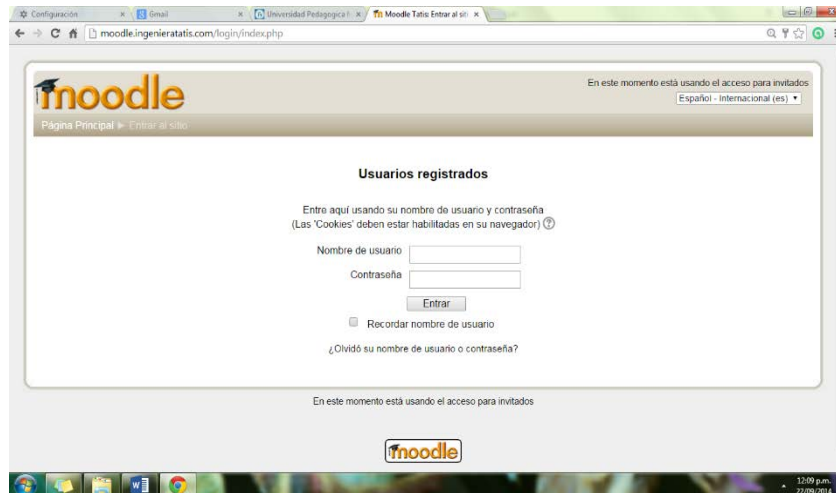 Configuración
Gmail
Universidad Pedagogica
Moodle Tatis: Entrar al siti
moodle.ingenieratatis.com/login/index.php
moodle
En este momento está usando el acceso para invitados
Español - Internacional (es)
Página Principal ► Entrar al sitio
Usuarios registrados
Entre aquí usando su nombre de usuario y contraseña
(Las 'Cookies' deben estar habilitadas en su navegador) ?
Nombre de usuario
Contraseña
Entrar
Recordar nombre de usuario
¿Olvidó su nombre de usuario o contraseña?
En este momento está usando el acceso para invitados
moodle
12:09 p.m.
22/09/2014